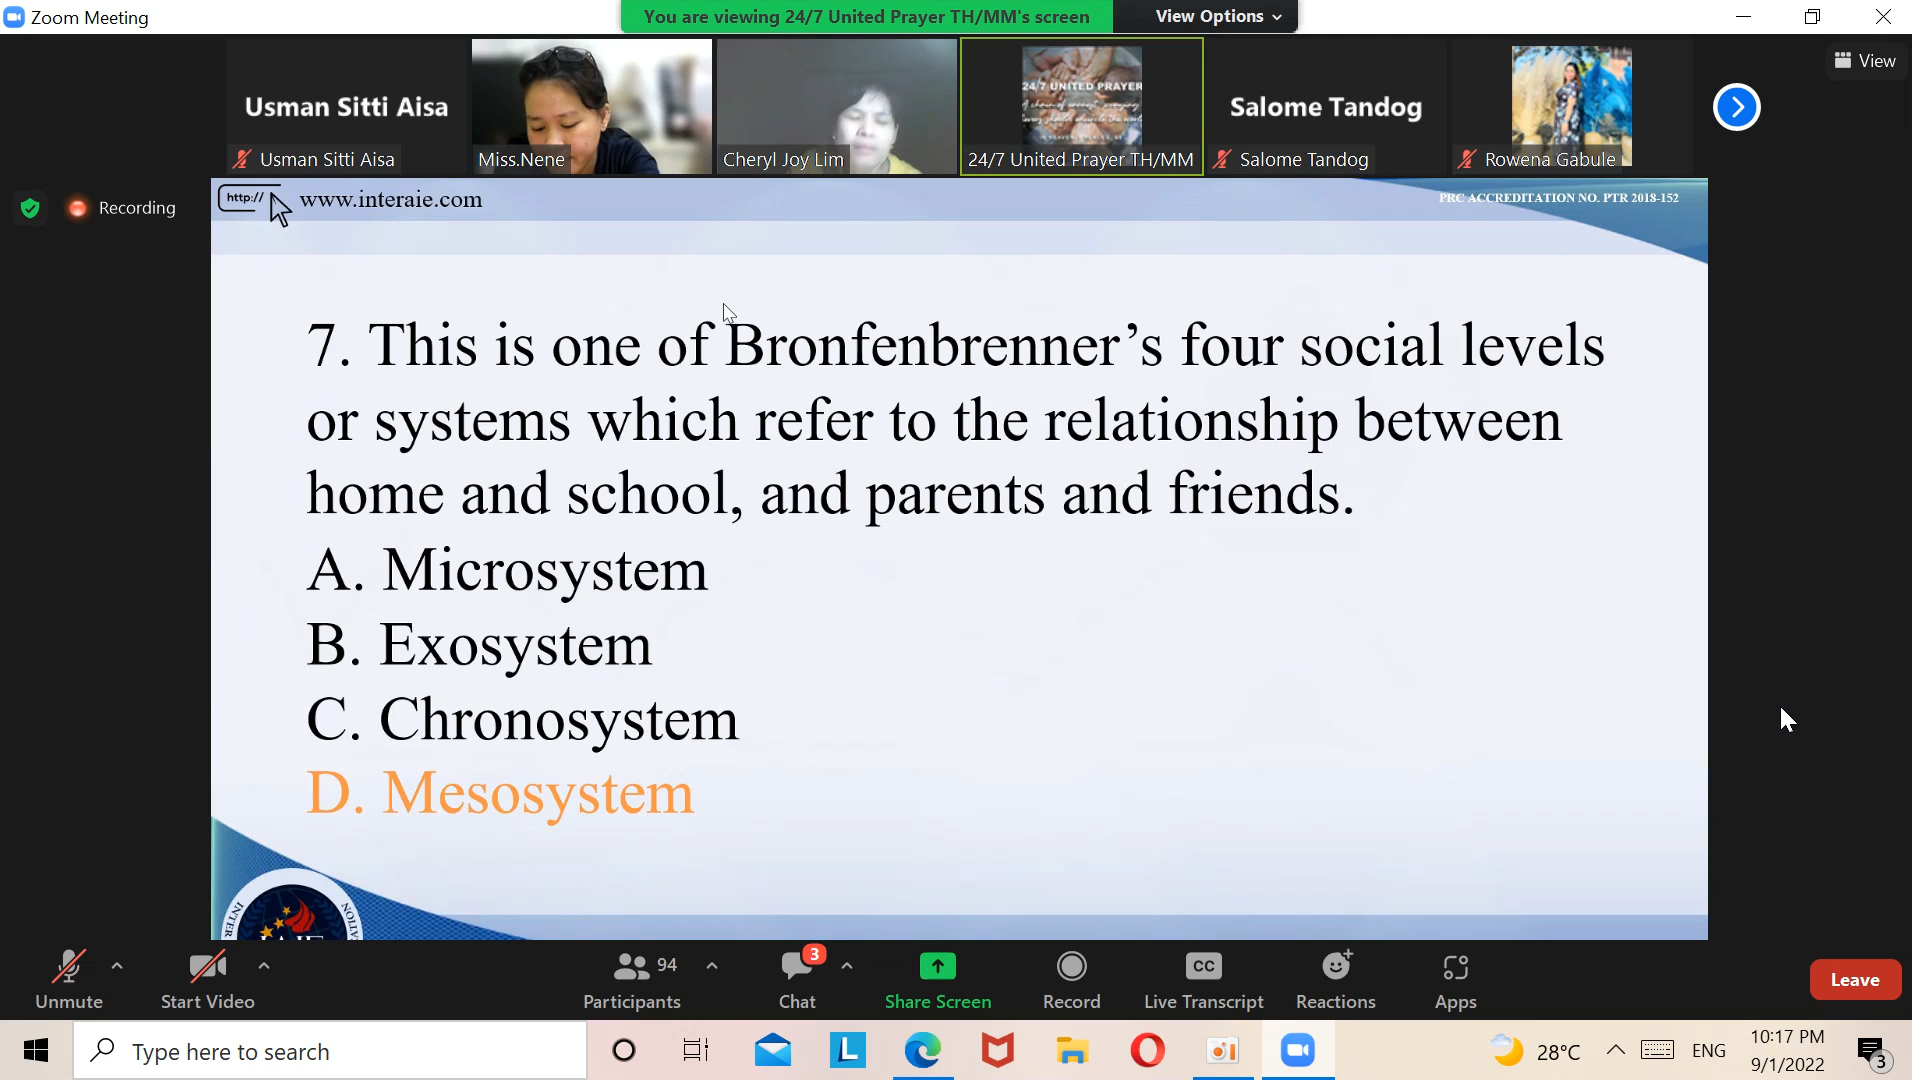 Zoom Meeting
You are viewing 24/7 United Prayer TH/MM's screen
View Options
View
Usman Sitti Aisa
Usman Sitti Aisa
Miss.Nene
Cheryl Joy Lim
24/7 UNITED PRAYER
24/7 United Prayer TH/MM
Salome Tandog
Salome Tandog
Rowena Gabule
Recording
http://
www.interaie.com
PRC ACCREDITATION NO. PTR 2018-152
7. This is one of Bronfenbrenner’s four social levels
or systems which refer to the relationship between
home and school, and parents and friends.
A. Microsystem
B. Exosystem
C. Chronosystem
D. Mesosystem
Unmute
Start Video
94
Participants
3
Chat
Share Screen
Record
CC
Live Transcript
Reactions
Apps
Leave
Type here to search
L
28°C
ENG
10:17 PM
9/1/2022
3